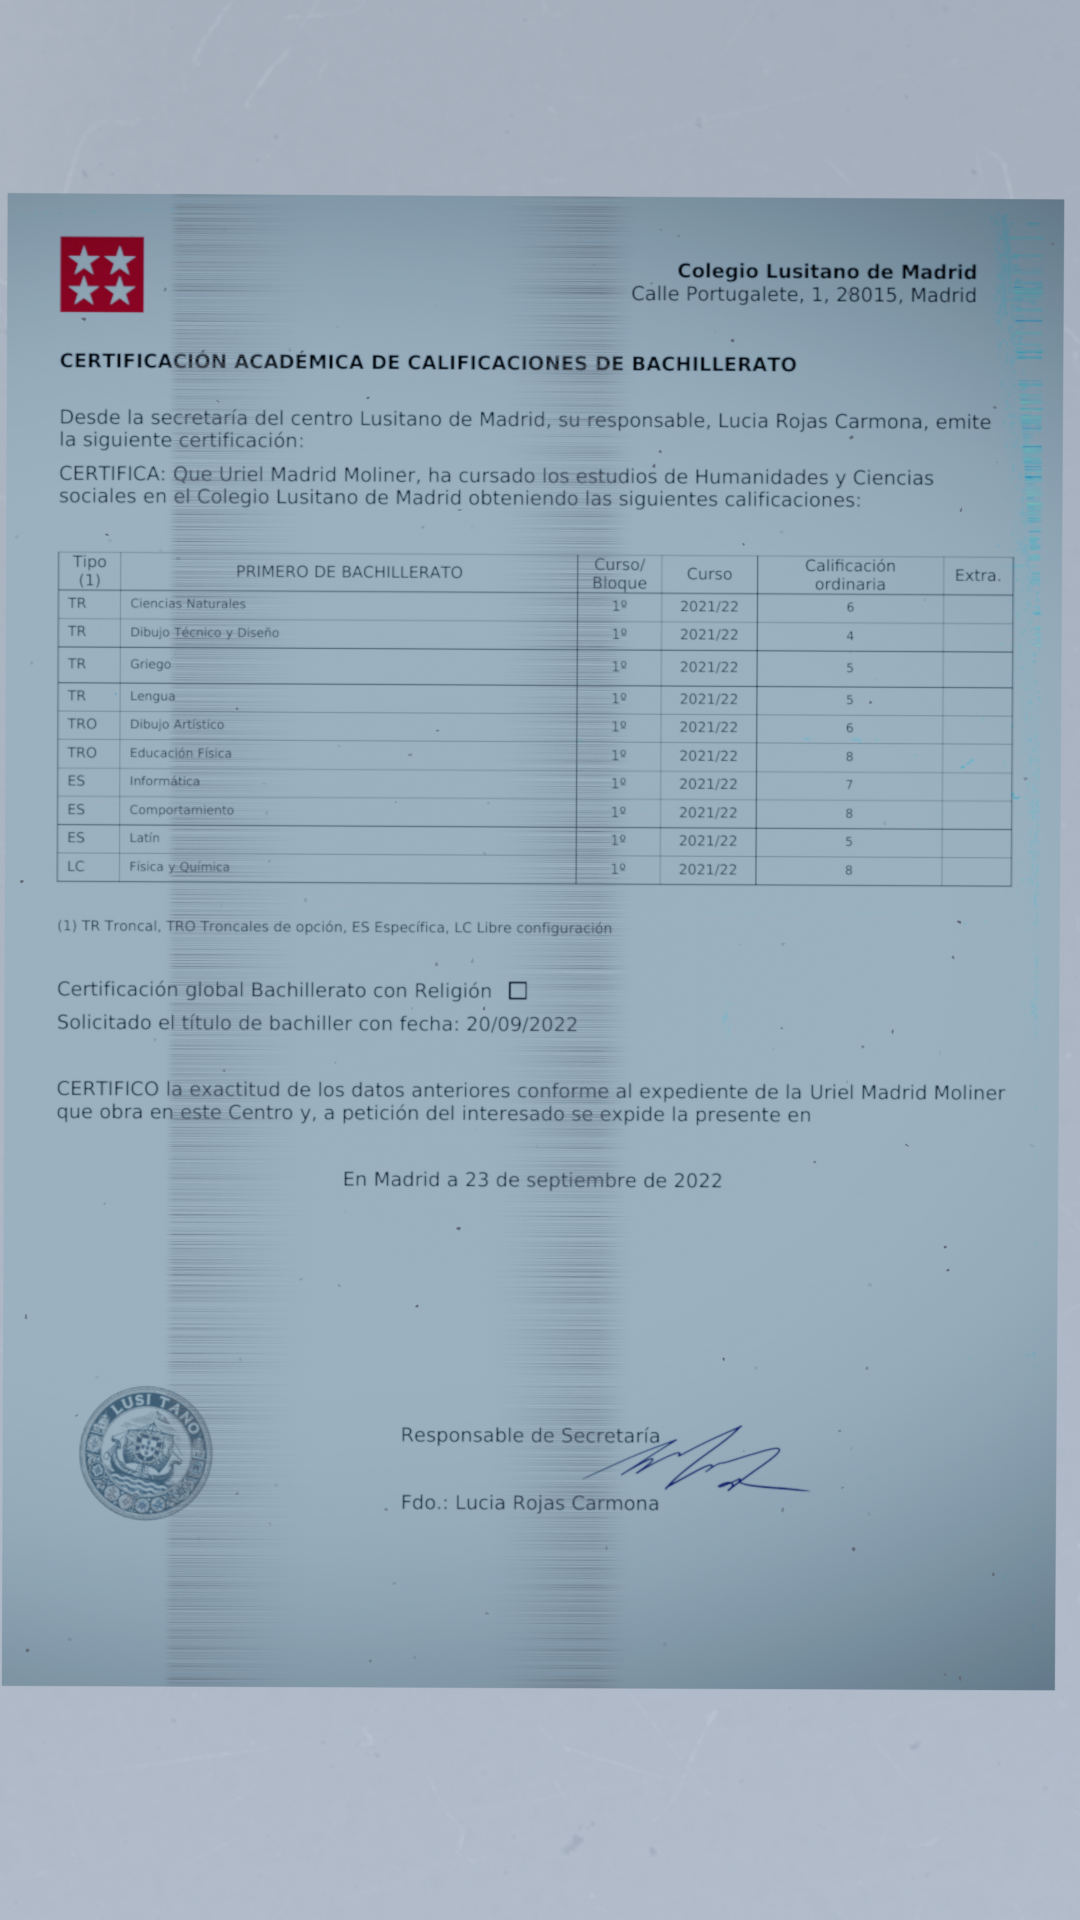 Colegio Lusitano de Madrid
Calle Portugalete, 1, 28015, Madrid
CERTIFICACIÓN ACADÉMICA DE CALIFICACIONES DE BACHILLERATO
Desde la secretaría del centro Lusitano de Madrid, su responsable, Lucia Rojas Carmona, emite
la siguiente certificación:
CERTIFICA: Que Uriel Madrid Moliner, ha cursado los estudios de Humanidades y Ciencias
sociales en el Colegio Lusitano de Madrid obteniendo las siguientes calificaciones:
Tipo (1) PRIMERO DE BACHILLERATO Curso/ Bloque Curso Calificación ordinaria Extra.
TR Ciencias Naturales 1º 2021/22 6
TR Dibujo Técnico y Diseño 1º 2021/22 4
TR Griego 1º 2021/22 5
TR Lengua 1º 2021/22 5
TRO Dibujo Artístico 1º 2021/22 6
TRO Educación Física 1º 2021/22 8
ES Informática 1º 2021/22 7
ES Comportamiento 1º 2021/22 8
ES Latín 1º 2021/22 5
LC Física y Química 1º 2021/22 8
(1) TR Troncal, TRO Troncales de opción, ES Específica, LC Libre configuración
Certificación global Bachillerato con Religión
Solicitado el título de bachiller con fecha: 20/09/2022
CERTIFICO la exactitud de los datos anteriores conforme al expediente de la Uriel Madrid Moliner
que obra en este Centro y, a petición del interesado se expide la presente en
En Madrid a 23 de septiembre de 2022
LUSITANO
Responsable de Secretaría
Fdo.: Lucia Rojas Carmona